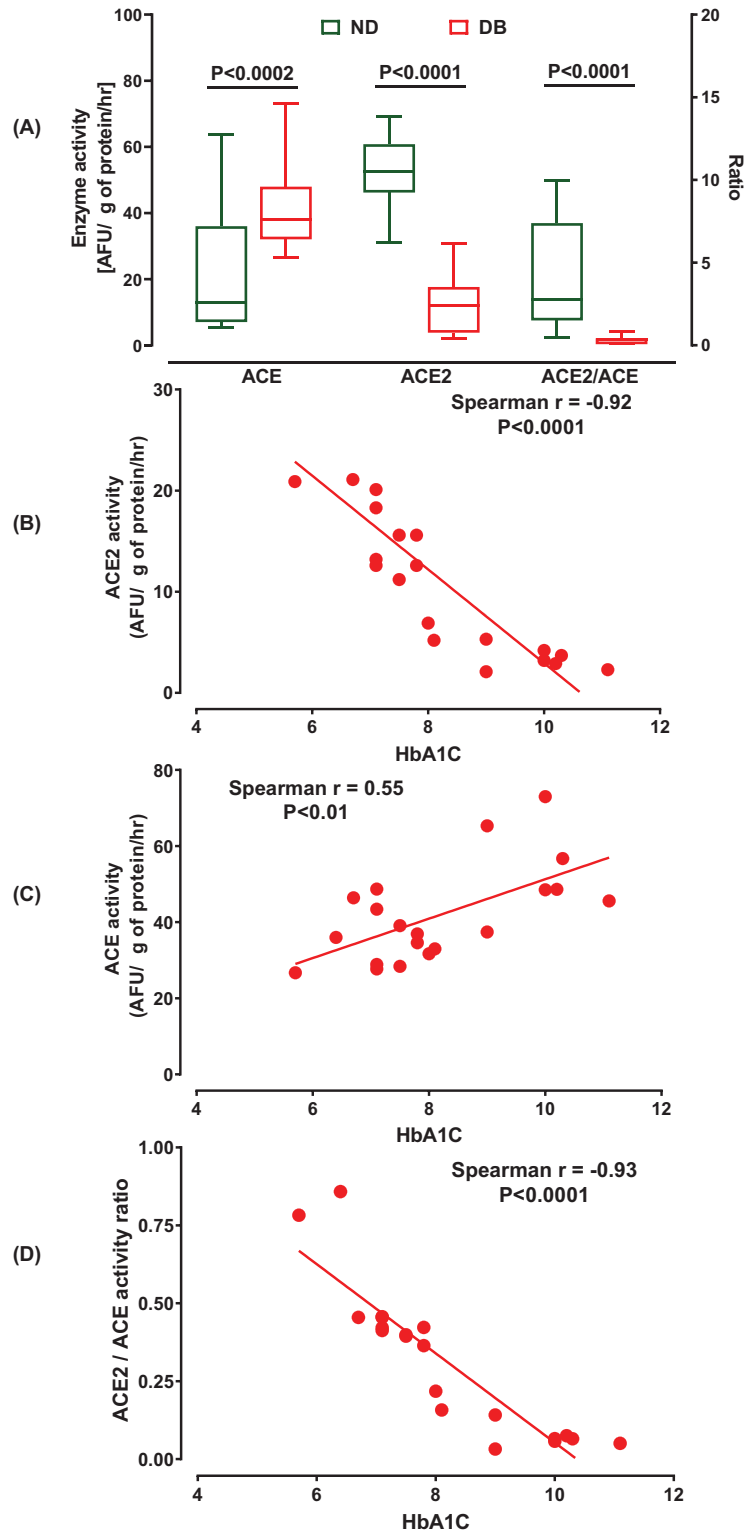 ND DB
100
80
60
40
20
0
Enzyme activity
[AFU/ g of protein/hr]
(A)
P<0.0002 P<0.0001 P<0.0001
20
15
10
5
0
Ratio
ACE ACE2 ACE2/ACE
Spearman r = -0.92
P<0.0001
(B)
ACE2 activity
(AFU/ g of protein/hr)
30
20
10
0
4 6 8 10 12
HbA1C
Spearman r = 0.55
P<0.01
(C)
ACE activity
(AFU/ g of protein/hr)
80
60
40
20
0
4 6 8 10 12
HbA1C
Spearman r = -0.93
P<0.0001
(D)
ACE2 / ACE activity ratio
1.00
0.75
0.50
0.25
0.00
4 6 8 10 12
HbA1C